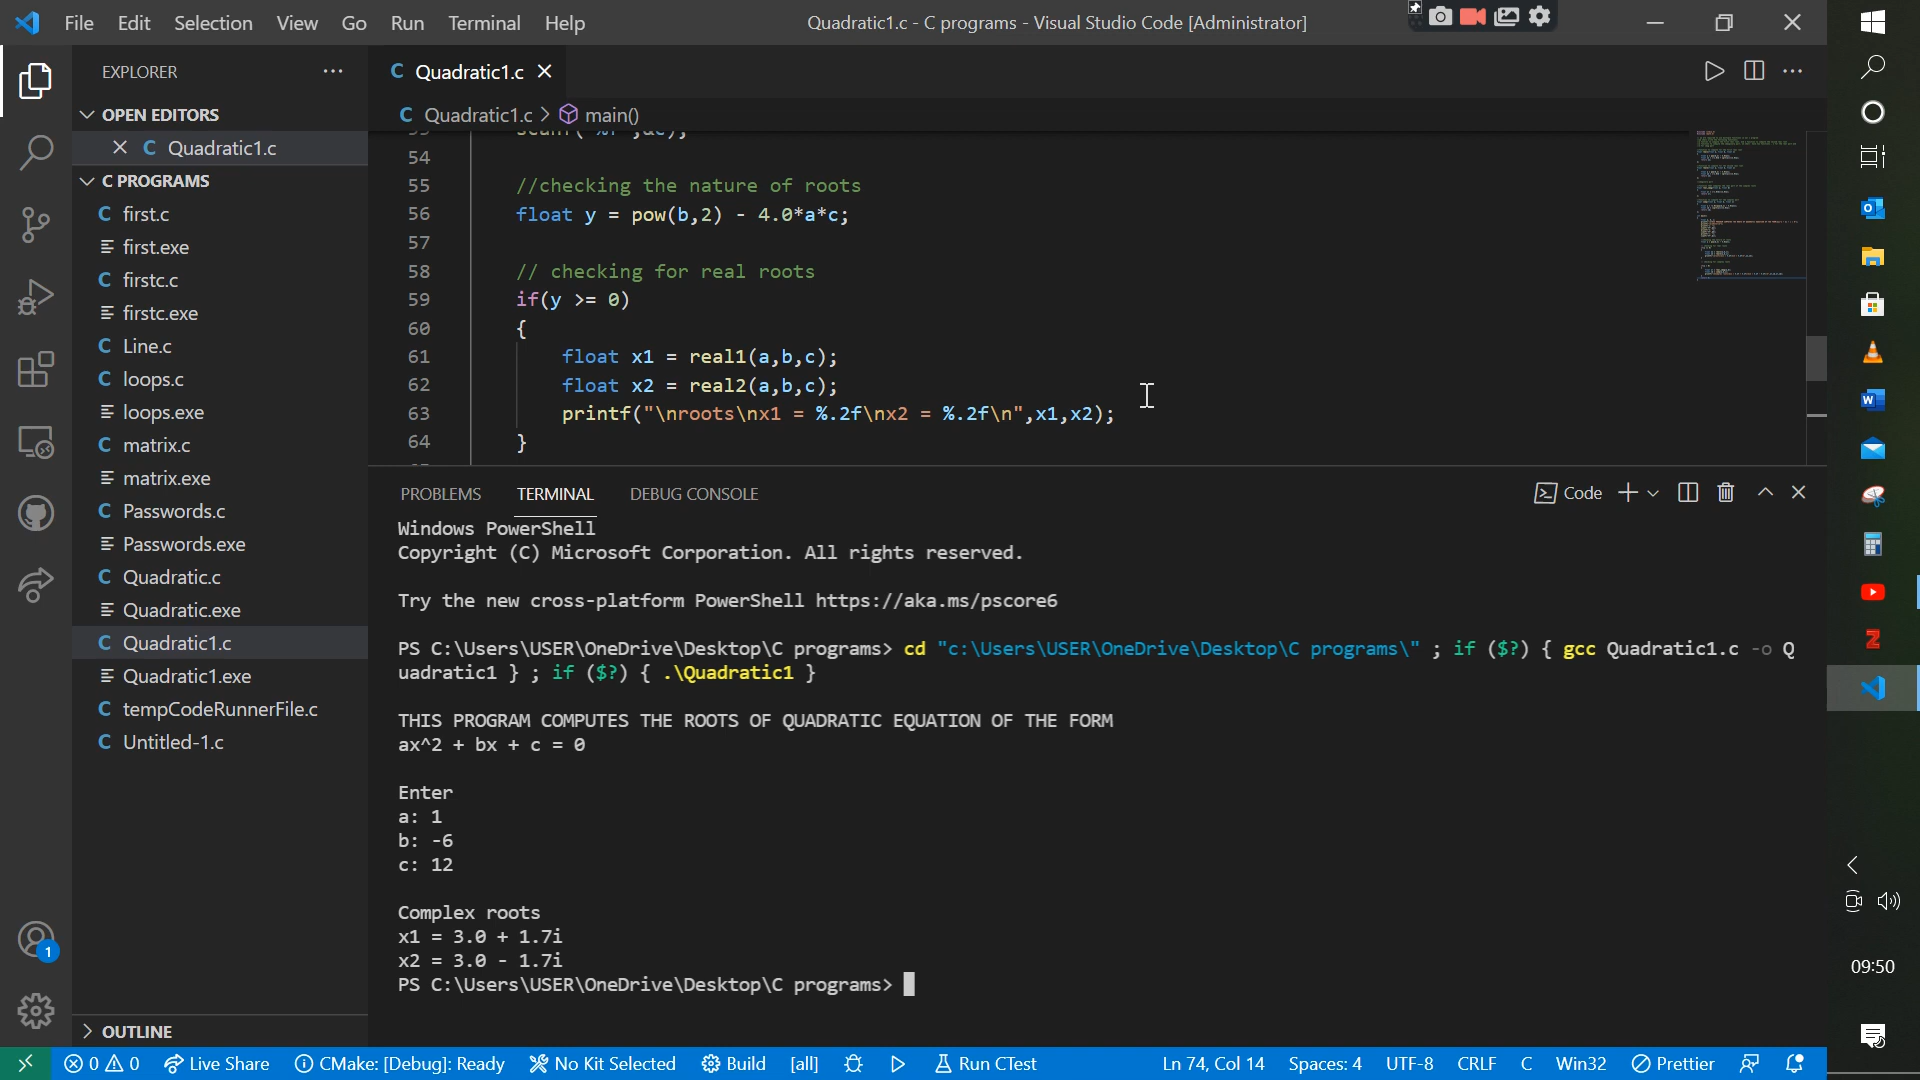 File Edit Selection View Go Run Terminal Help
Quadratic1.c - C programs - Visual Studio Code [Administrator]
EXPLORER
OPEN EDITORS
C Quadratic1.c
C PROGRAMS
C first.c
first.exe
C firstc.c
firstc.exe
C Line.c
C loops.c
loops.exe
C matrix.c
matrix.exe
C Passwords.c
Passwords.exe
C Quadratic.c
Quadratic.exe
C Quadratic1.c
Quadratic1.exe
C tempCodeRunnerFile.c
C Untitled-1.c
OUTLINE
C Quadratic1.c
C Quadratic1.c > main()
54
55 //checking the nature of roots
56 float y = pow(b,2) - 4.0*a*c;
57
58 // checking for real roots
59 if(y >= 0)
60 {
61 float x1 = real1(a,b,c);
62 float x2 = real2(a,b,c);
63 printf("\nroots\nx1 = %.2f\nx2 = %.2f\n",x1,x2);
64 }
PROBLEMS TERMINAL DEBUG CONSOLE
Code
Windows PowerShell
Copyright (C) Microsoft Corporation. All rights reserved.
Try the new cross-platform PowerShell https://aka.ms/pscore6
PS C:\Users\USER\OneDrive\Desktop\C programs> cd "c:\Users\USER\OneDrive\Desktop\C programs\" ; if ($?) { gcc Quadratic1.c -o Q
uadratic1 } ; if ($?) { .\Quadratic1 }
THIS PROGRAM COMPUTES THE ROOTS OF QUADRATIC EQUATION OF THE FORM
ax^2 + bx + c = 0
Enter
a: 1
b: -6
c: 12
Complex roots
x1 = 3.0 + 1.7i
x2 = 3.0 - 1.7i
PS C:\Users\USER\OneDrive\Desktop\C programs>
1
0 0 Live Share CMake: [Debug]: Ready No Kit Selected Build [all] Run CTest
Ln 74, Col 14 Spaces: 4 UTF-8 CRLF C Win32 Prettier
09:50